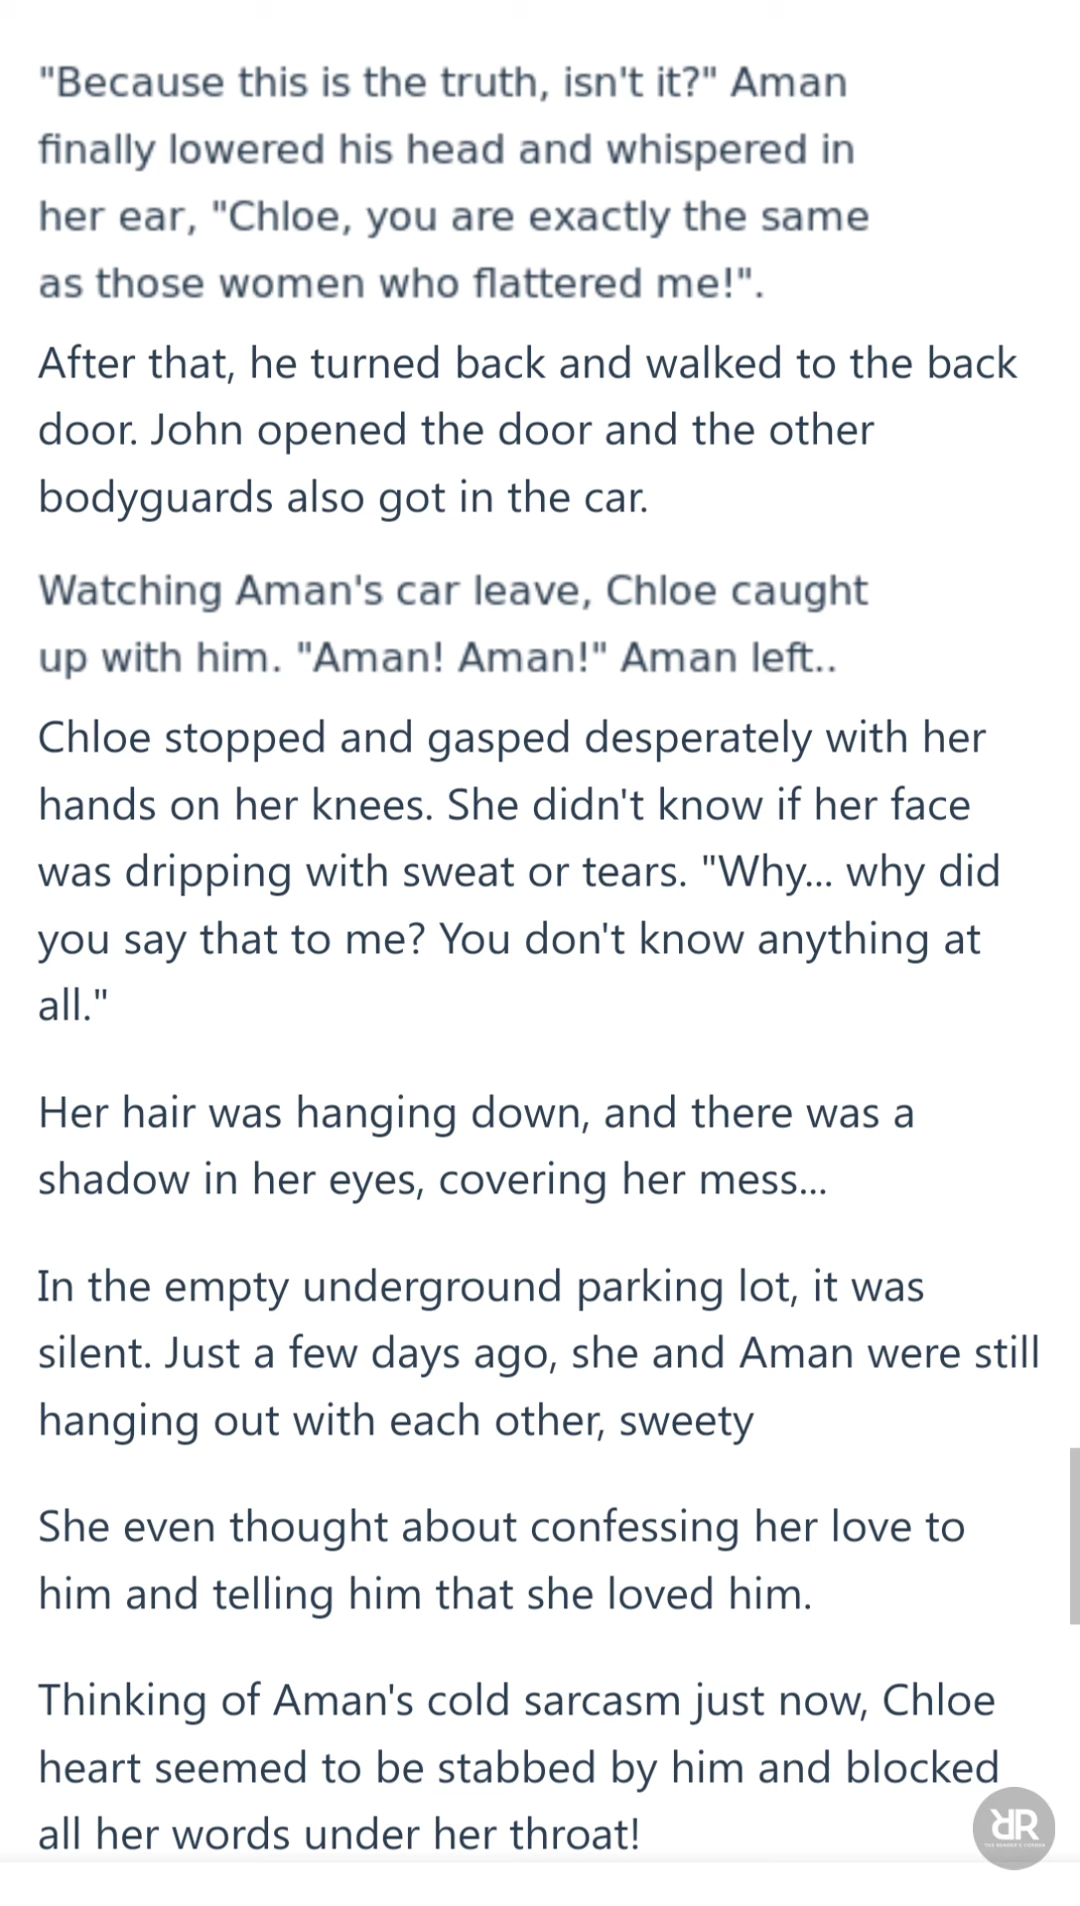 "Because this is the truth, isn't it?" Aman
finally lowered his head and whispered in
her ear, "Chloe, you are exactly the same
as those women who flattered me!".
After that, he turned back and walked to the back
door. John opened the door and the other
bodyguards also got in the car.
Watching Aman's car leave, Chloe caught
up with him. "Aman! Aman!" Aman left..
Chloe stopped and gasped desperately with her
hands on her knees. She didn't know if her face
was dripping with sweat or tears. "Why... why did
you say that to me? You don't know anything at
all."
Her hair was hanging down, and there was a
shadow in her eyes, covering her mess...
In the empty underground parking lot, it was
silent. Just a few days ago, she and Aman were still
hanging out with each other, sweety
She even thought about confessing her love to
him and telling him that she loved him.
Thinking of Aman's cold sarcasm just now, Chloe
heart seemed to be stabbed by him and blocked
all her words under her throat!
RR